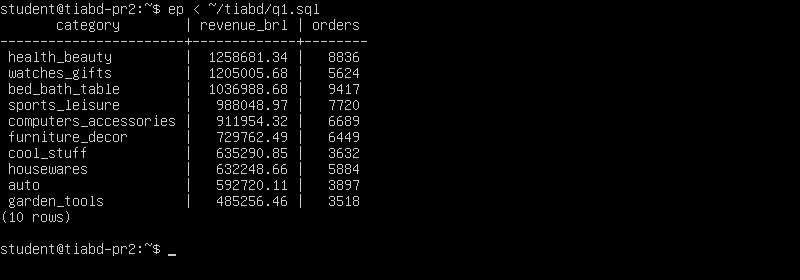 student@tiabd-pr2:~$ ep < ~/tiabd/q1.sql
       category        | revenue_brl | orders
-----------------------+-------------+--------
 health_beauty         |  1258681.34 |   8836
 watches_gifts         |  1205005.68 |   5624
 bed_bath_table        |  1036988.68 |   9417
 sports_leisure        |   988048.97 |   7720
 computers_accessories |   911954.32 |   6689
 furniture_decor       |   729762.49 |   6449
 cool_stuff            |   635290.85 |   3632
 housewares            |   632248.66 |   5884
 auto                  |   592720.11 |   3897
 garden_tools          |   485256.46 |   3518
(10 rows)

student@tiabd-pr2:~$ _